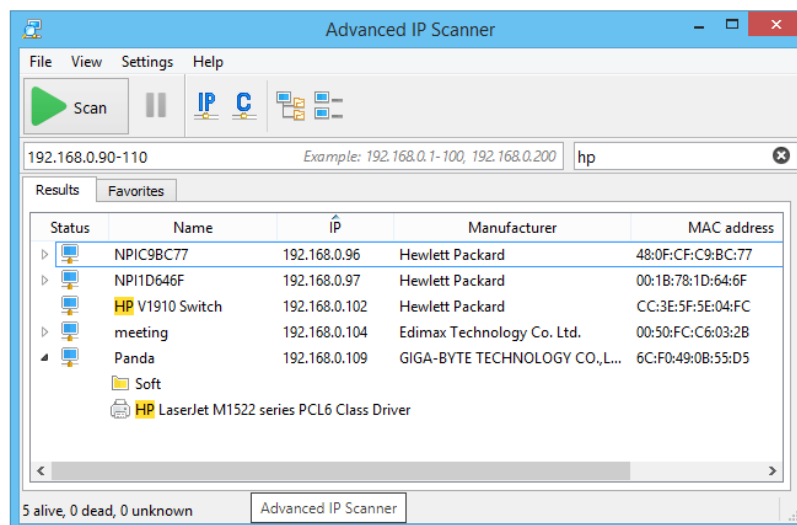 Advanced IP Scanner
File View Settings Help
Scan IP C
192.168.0.90-110 Example: 192.168.0.1-100, 192.168.0.200 hp
Results Favorites
Status Name IP Manufacturer MAC address
NPIC9BC77 192.168.0.96 Hewlett Packard 48:0F:CF:C9:BC:77
NPI1D646F 192.168.0.97 Hewlett Packard 00:1B:78:1D:64:6F
HP V1910 Switch 192.168.0.102 Hewlett Packard CC:3E:5F:5E:04:FC
meeting 192.168.0.104 Edimax Technology Co. Ltd. 00:50:FC:C6:03:2B
Panda 192.168.0.109 GIGA-BYTE TECHNOLOGY CO.,L... 6C:F0:49:0B:55:D5
Soft
HP LaserJet M1522 series PCL6 Class Driver
5 alive, 0 dead, 0 unknown Advanced IP Scanner